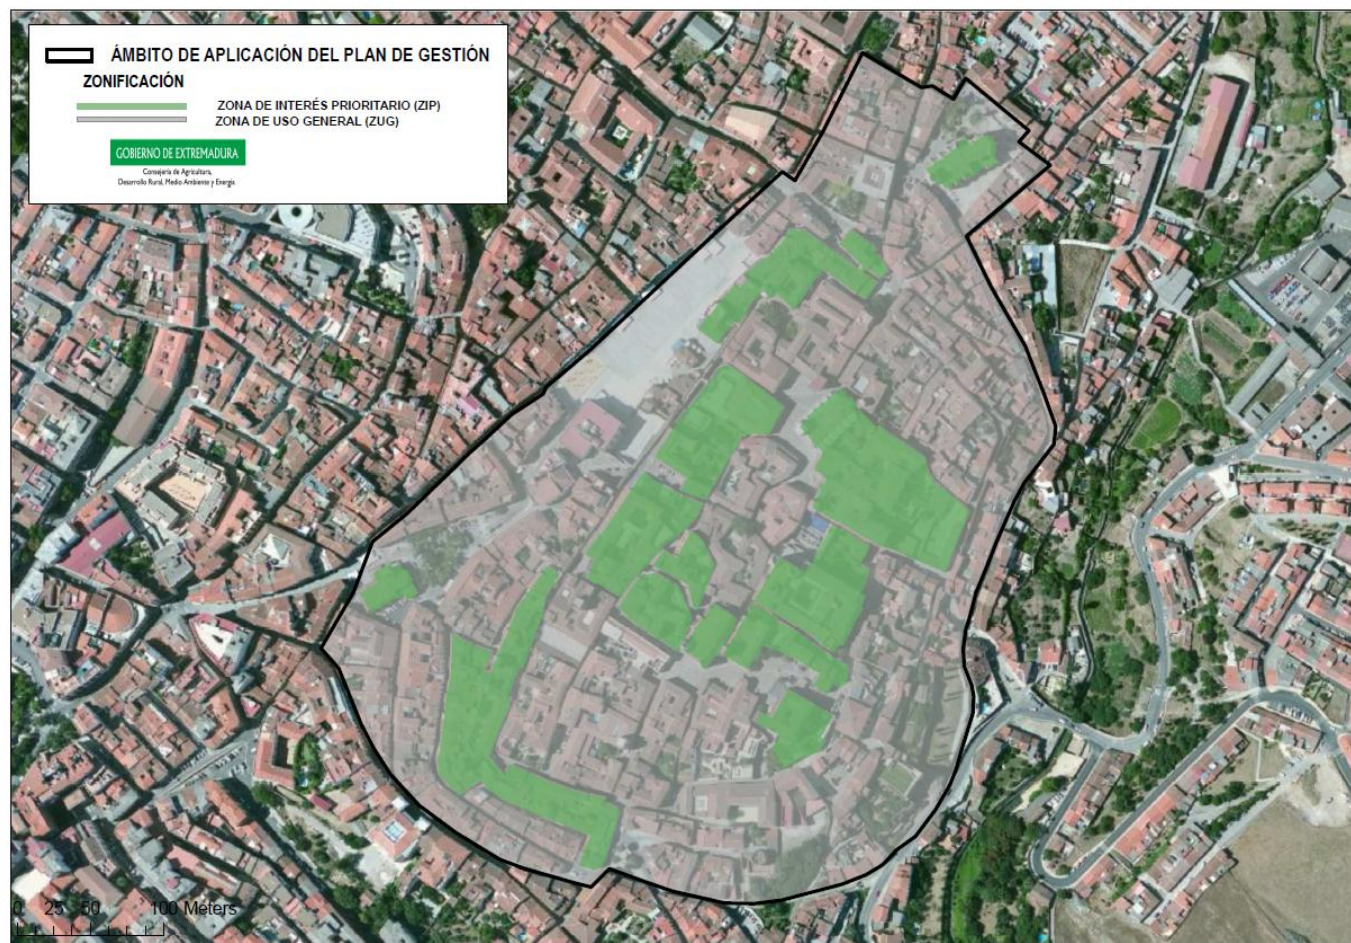 ÁMBITO DE APLICACIÓN DEL PLAN DE GESTIÓN
ZONIFICACIÓN
ZONA DE INTERÉS PRIORITARIO (ZIP)
ZONA DE USO GENERAL (ZUG)
GOBIERNO DE EXTREMADURA
Consejería de Agricultura,
Desarrollo Rural, Medio Ambiente y Energía
0 25 50 100 Meters